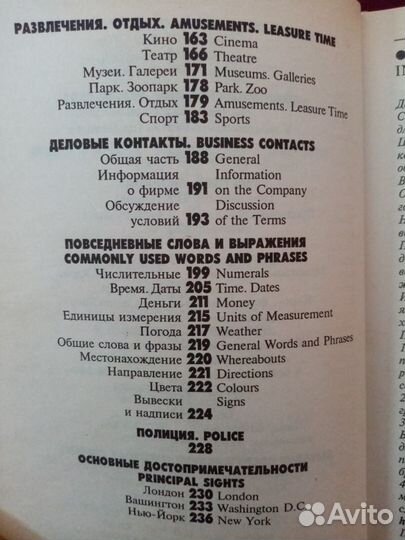 РАЗВЛЕЧЕНИЯ. ОТДЫХ. AMUSEMENTS. LEASURE TIME
Кино 163 Cinema
Театр 166 Theatre
Музеи. Галереи 171 Museums. Galleries
Парк. Зоопарк 178 Park. Zoo
Развлечения. Отдых 179 Amusements. Leasure Time
Спорт 183 Sports
ДЕЛОВЫЕ КОНТАКТЫ. BUSINESS CONTACTS
Общая часть 188 General
Информация Information
о фирме 191 on the Company
Обсуждение Discussion
условий 193 of the Terms
ПОВСЕДНЕВНЫЕ СЛОВА И ВЫРАЖЕНИЯ
COMMONLY USED WORDS AND PHRASES
Числительные 199 Numerals
Время. Даты 205 Time. Dates
Деньги 211 Money
Единицы измерения 215 Units of Measurement
Погода 217 Weather
Общие слова и фразы 219 General Words and Phrases
Местонахождение 220 Whereabouts
Направление 221 Directions
Цвета 222 Colours
Вывески Signs
и надписи 224
ПОЛИЦИЯ. POLICE
228
ОСНОВНЫЕ ДОСТОПРИМЕЧАТЕЛЬНОСТИ
PRINCIPAL SIGHTS
Лондон 230 London
Вашингтон 233 Washington D.C.
Нью-Йорк 236 New York
Avito